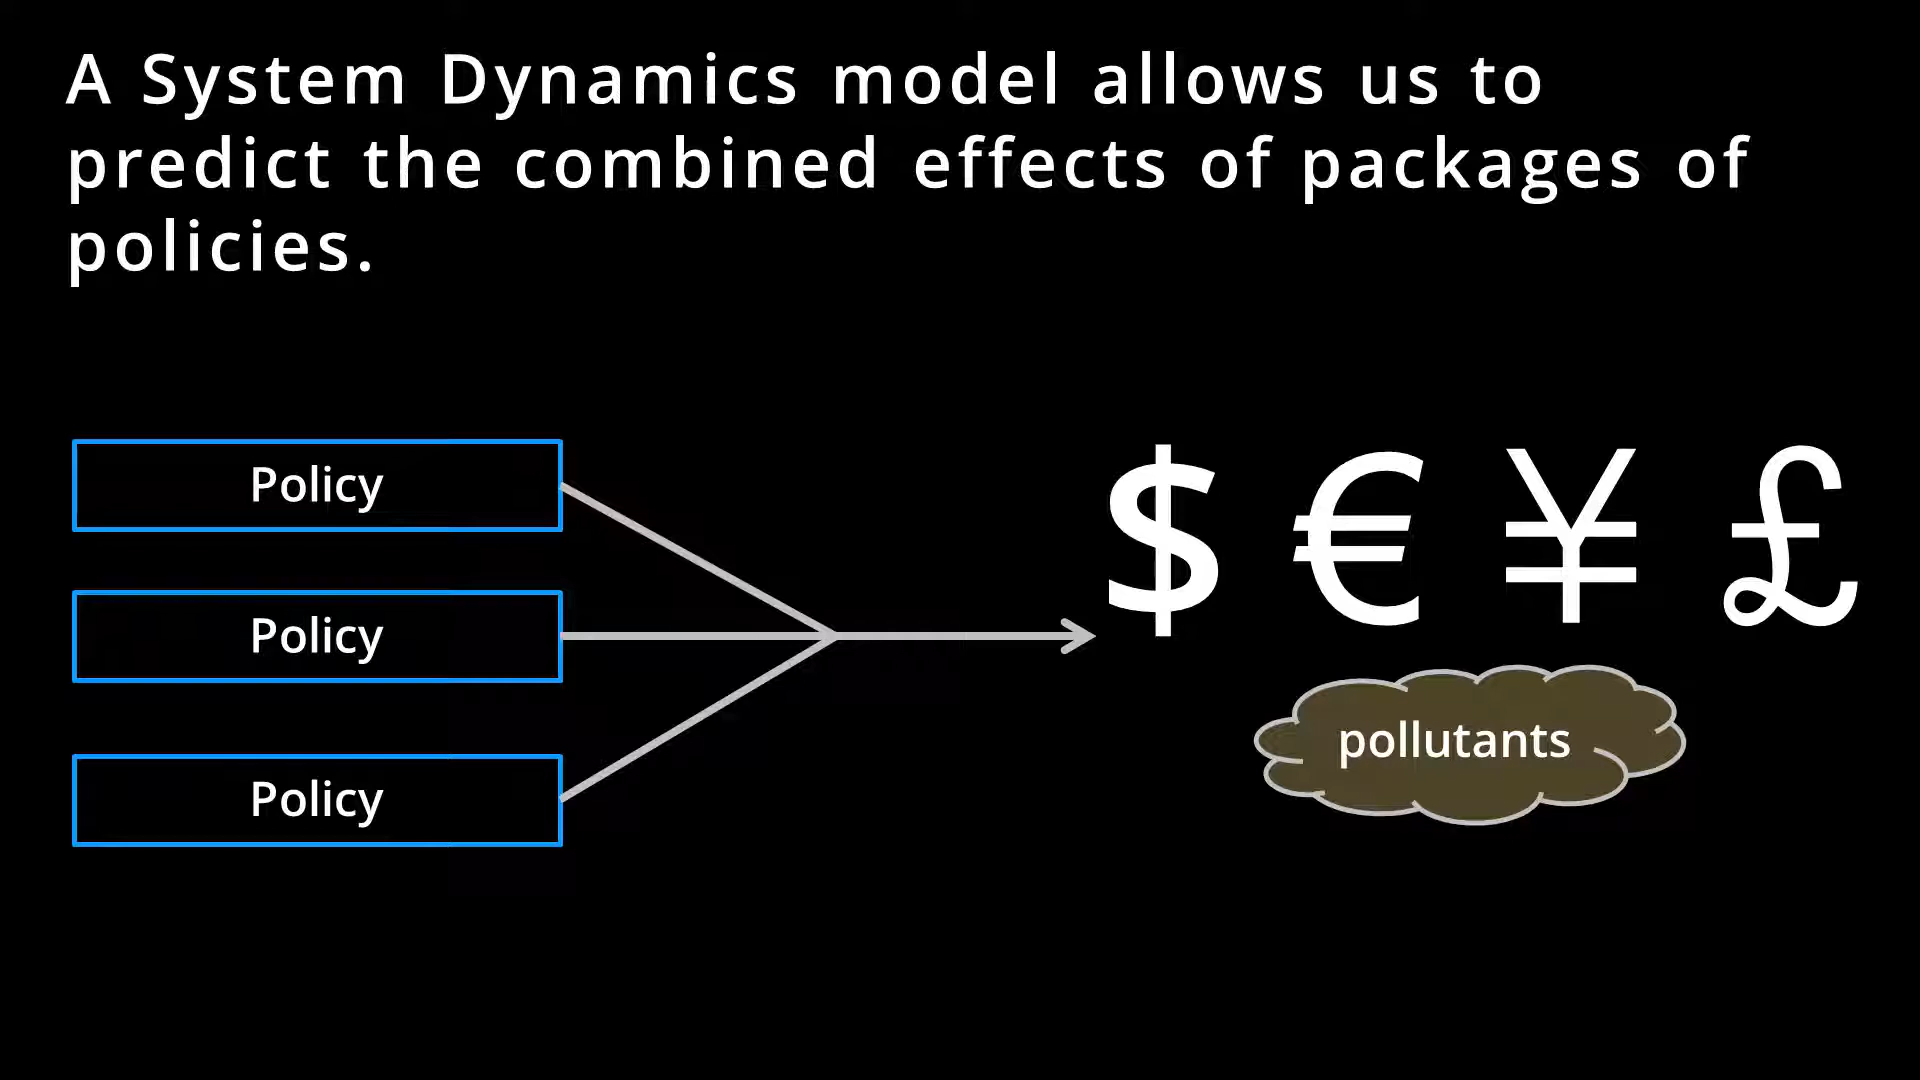 A System Dynamics model allows us to
predict the combined effects of packages of
policies.
Policy
Policy
Policy
$ € ¥ £
pollutants